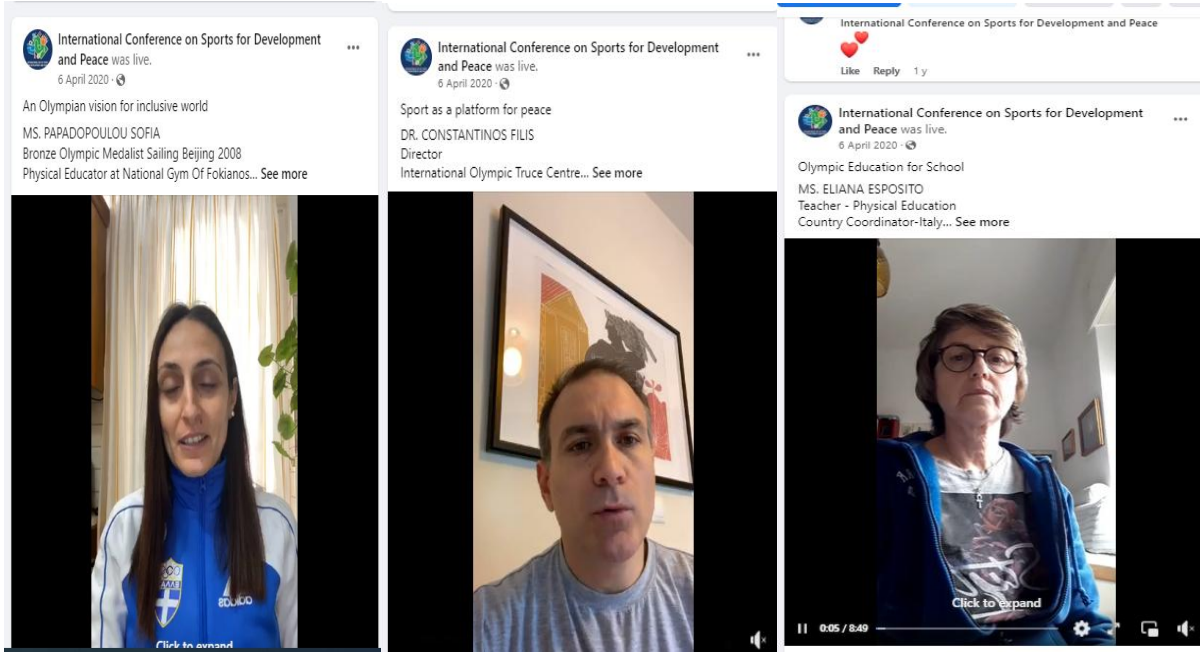 International Conference on Sports for Development
and Peace was live.
6 April 2020 ·
An Olympian vision for inclusive world
MS. PAPADOPOULOU SOFIA
Bronze Olympic Medalist Sailing Beijing 2008
Physical Educator at National Gym Of Fokianos... See more
adidas
Click to expand
International Conference on Sports for Development
and Peace was live.
6 April 2020 ·
Sport as a platform for peace
DR. CONSTANTINOS FILIS
Director
International Olympic Truce Centre... See more
International Conference on Sports for Development and Peace
Like Reply 1 y
International Conference on Sports for Development
and Peace was live.
6 April 2020 ·
Olympic Education for School
MS. ELIANA ESPOSITO
Teacher - Physical Education
Country Coordinator-Italy... See more
Click to expand
0:05 / 8:49